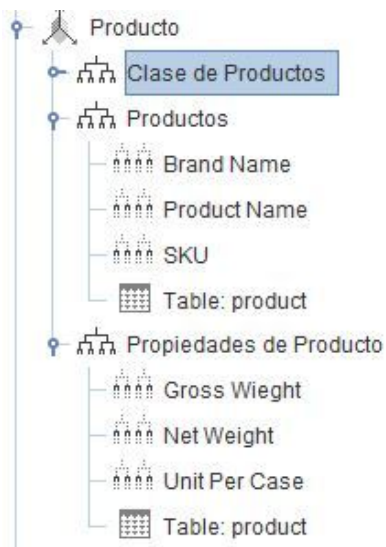 Producto
Clase de Productos
Productos
Brand Name
Product Name
SKU
Table: product
Propiedades de Producto
Gross Wieght
Net Weight
Unit Per Case
Table: product